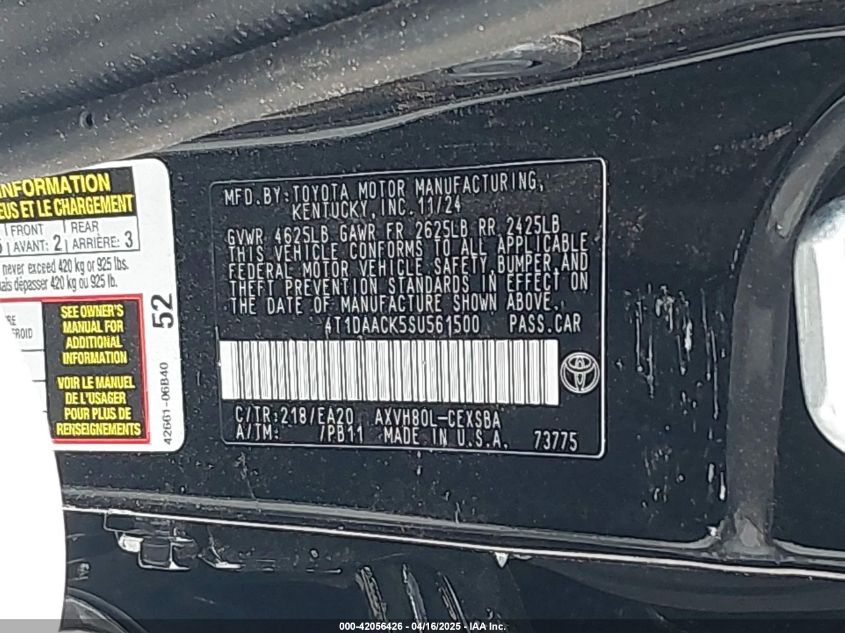 INFORMATION
EUS ET LE CHARGEMENT
FRONT REAR
AVANT: 2 ARRIÈRE: 3
never exceed 420 kg or 925 lbs.
ais dépasser 420 kg ou 925 lb.
SEE OWNER'S
MANUAL FOR
ADDITIONAL
INFORMATION
VOIR LE MANUEL
DE L'USAGER
POUR PLUS DE
RENSEIGNEMENTS
52
42661-06B40
MFD.BY:TOYOTA MOTOR MANUFACTURING,
KENTUCKY, INC. 11/24
GVWR 4625LB GAWR FR 2625LB RR 2425LB
THIS VEHICLE CONFORMS TO ALL APPLICABLE
FEDERAL MOTOR VEHICLE SAFETY,BUMPER,AND
THEFT PREVENTION STANDARDS IN EFFECT ON
THE DATE OF MANUFACTURE SHOWN ABOVE.
4T1DAACK5SU561500 PASS.CAR
C/TR:218/EA20 AXVH80L-CEXSBA
A/TM: /PB11 MADE IN U.S.A. 73775
000-42056426 - 04/16/2025 - IAA Inc.